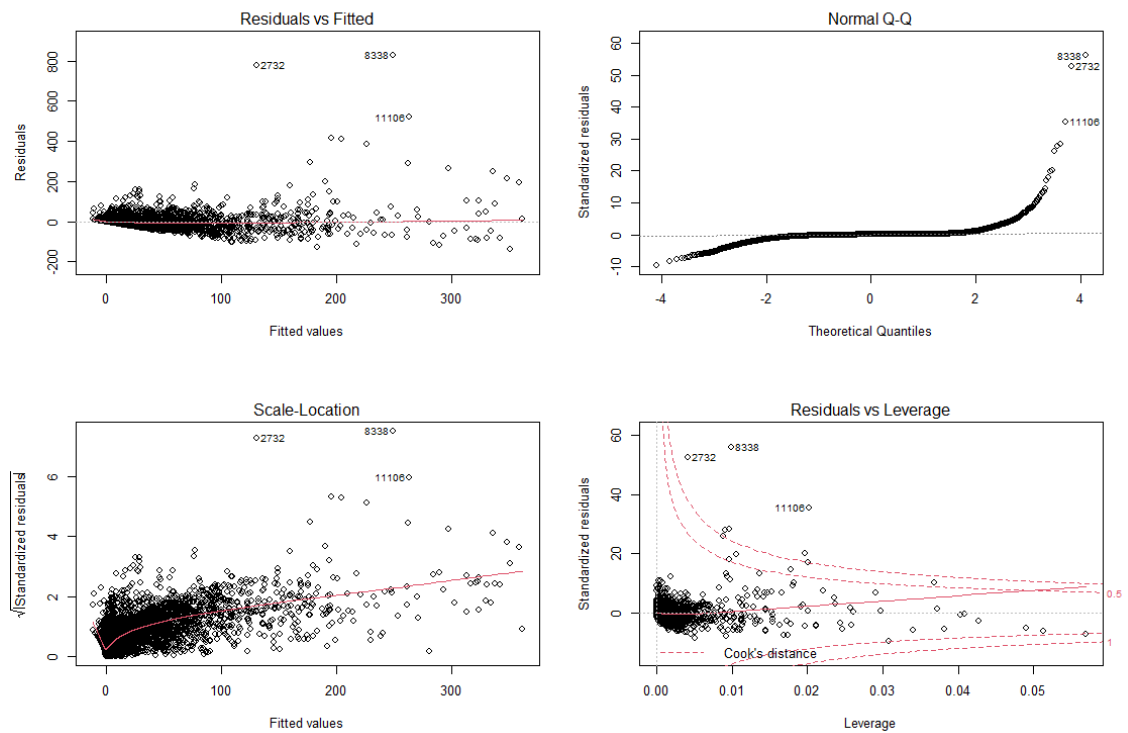 Residuals vs Fitted
Residuals
800
600
400
200
0
-200
2732
8338
11106
0 100 200 300
Fitted values
Normal Q-Q
Standardized residuals
60
50
40
30
20
10
0
-10
8338
2732
11106
-4 -2 0 2 4
Theoretical Quantiles
Scale-Location
√|Standardized residuals|
6
4
2
0
2732
8338
11106
0 100 200 300
Fitted values
Residuals vs Leverage
Standardized residuals
60
40
20
0
2732
8338
11106
0.5
1
Cook's distance
0.00 0.01 0.02 0.03 0.04 0.05
Leverage